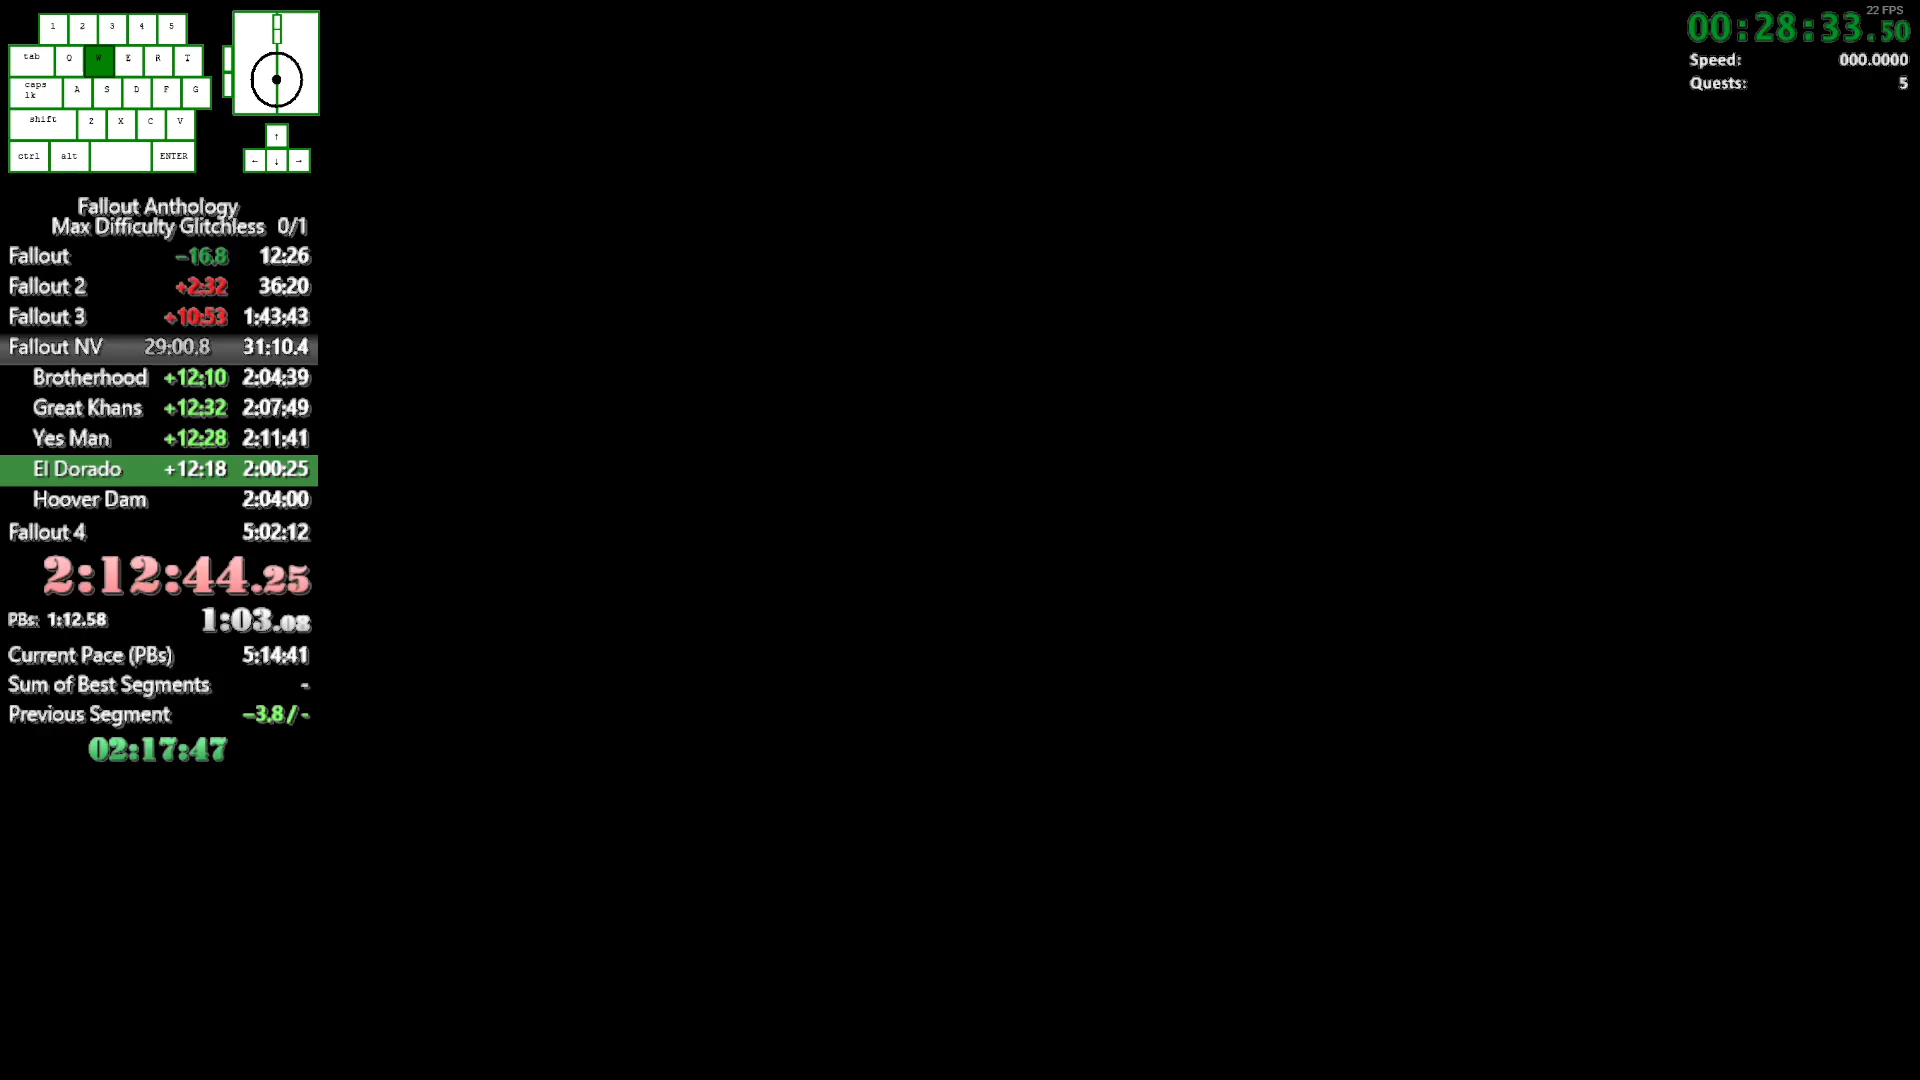 1 2 3 4 5
tab Q W E R T
caps lk A S D F G
shift Z X C V
ctrl alt ENTER
↑
← ↓ →
22 FPS
00:28:33.50
Speed: 000.0000
Quests: 5
Fallout Anthology
Max Difficulty Glitchless 0/1
Fallout −16.8 12:26
Fallout 2 +2:32 36:20
Fallout 3 +10:53 1:43:43
Fallout NV 29:00.8 31:10.4
Brotherhood +12:10 2:04:39
Great Khans +12:32 2:07:49
Yes Man +12:28 2:11:41
El Dorado +12:18 2:00:25
Hoover Dam 2:04:00
Fallout 4 5:02:12
2:12:44.25
PBs: 1:12.58 1:03.08
Current Pace (PBs) 5:14:41
Sum of Best Segments -
Previous Segment −3.8 / -
02:17:47